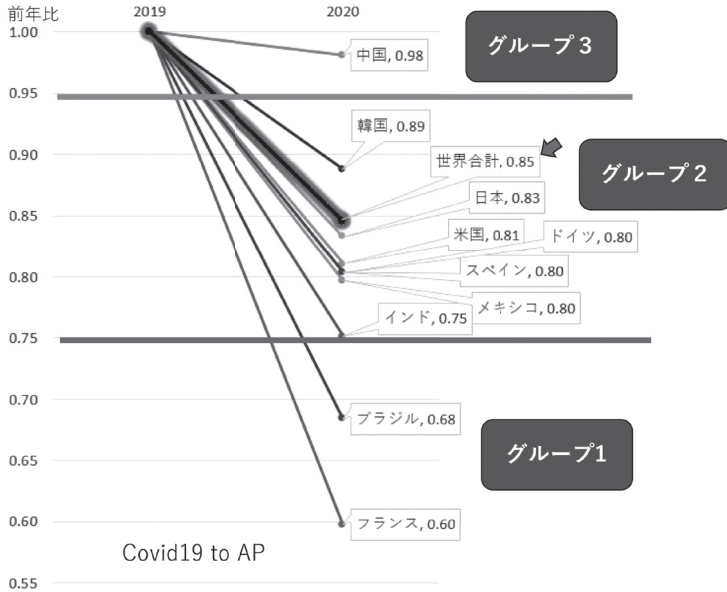 前年比
2019
2020
1.00
中国, 0.98
グループ３
0.95
韓国, 0.89
0.90
世界合計, 0.85
グループ２
0.85
日本, 0.83
米国, 0.81
ドイツ, 0.80
0.80
スペイン, 0.80
メキシコ, 0.80
インド, 0.75
0.75
0.70
ブラジル, 0.68
グループ1
0.65
0.60
フランス, 0.60
Covid19 to AP
0.55